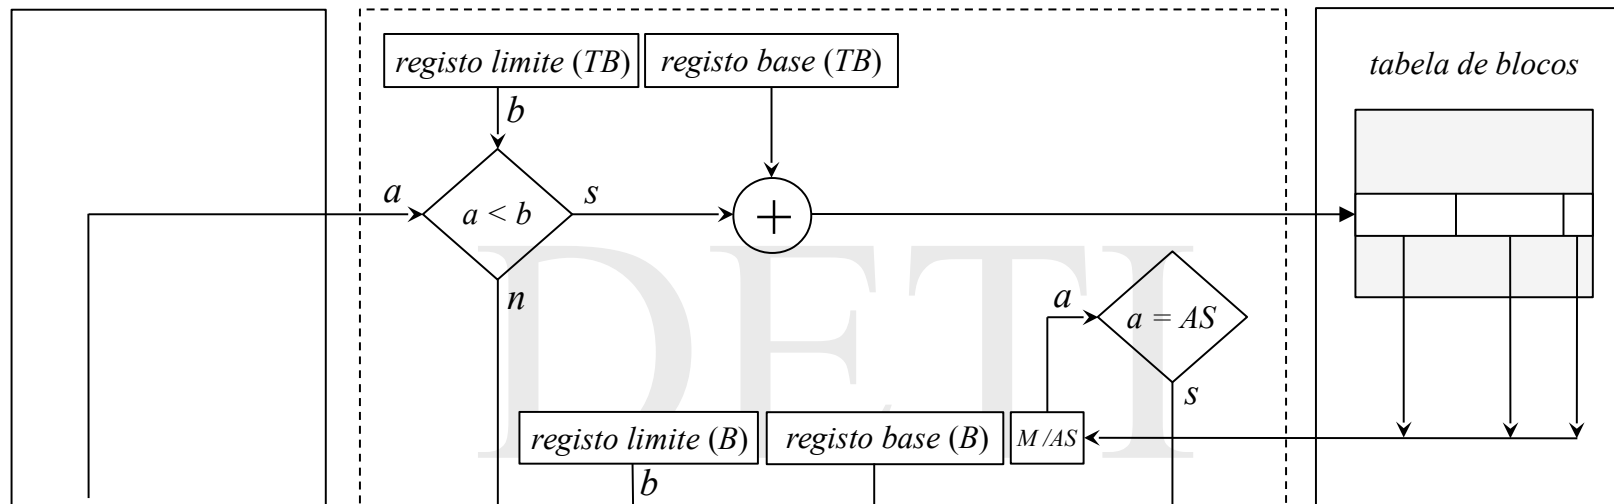 registo limite (TB)
registo base (TB)
tabela de blocos
b
a
a < b
s
+
n
a
a = AS
s
registo limite (B)
registo base (B)
M /AS
b
DETI